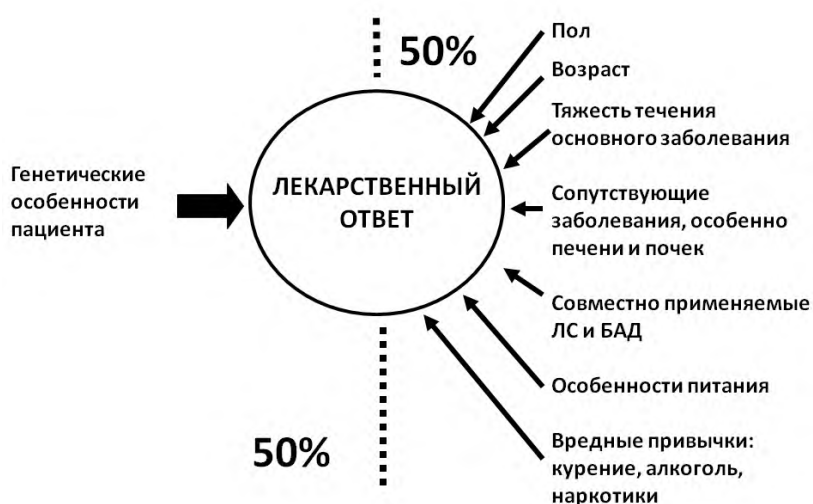 50%
Пол
Возраст
Тяжесть течения
основного заболевания
Генетические
особенности
пациента
ЛЕКАРСТВЕННЫЙ
ОТВЕТ
Сопутствующие
заболевания, особенно
печени и почек
Совместно применяемые
ЛС и БАД
Особенности питания
50%
Вредные привычки:
курение, алкоголь,
наркотики